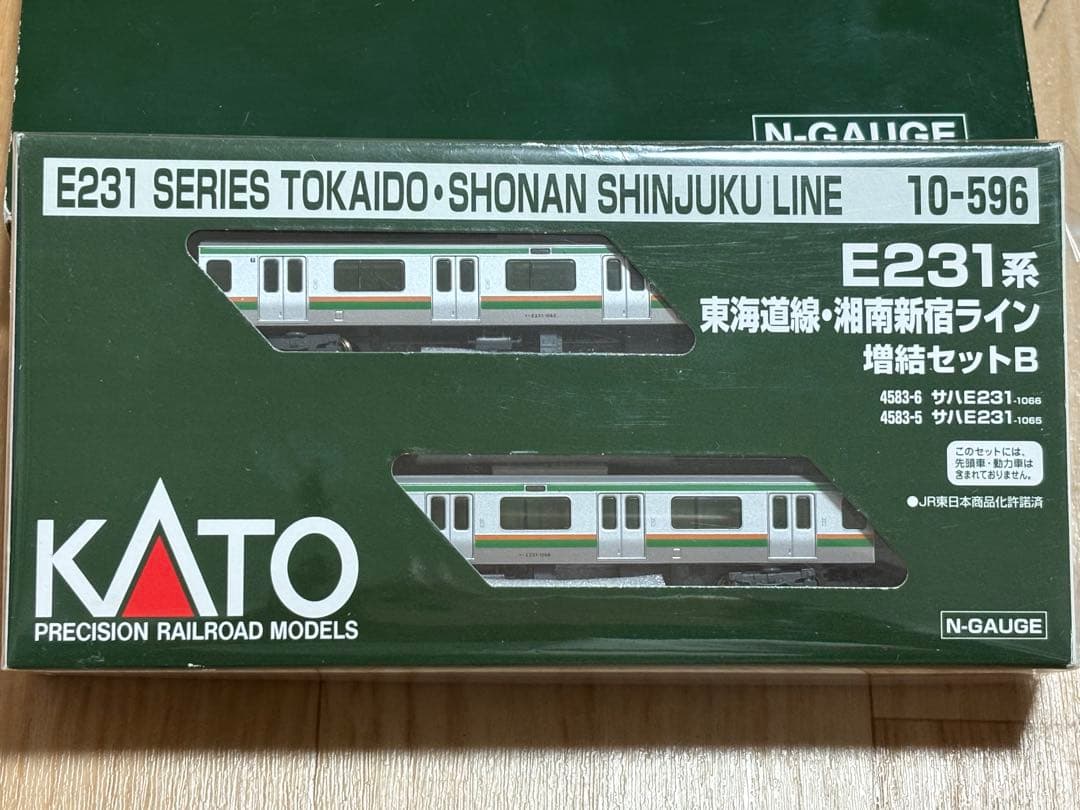 N-GAUGE
E231 SERIES TOKAIDO・SHONAN SHINJUKU LINE 10-596
E231系
東海道線・湘南新宿ライン
増結セットB
4583-6 サハE231-1066
4583-5 サハE231-1065
このセットには、
先頭車・動力車は
含まれておりません。
●JR東日本商品化許諾済
KATO
PRECISION RAILROAD MODELS
N-GAUGE